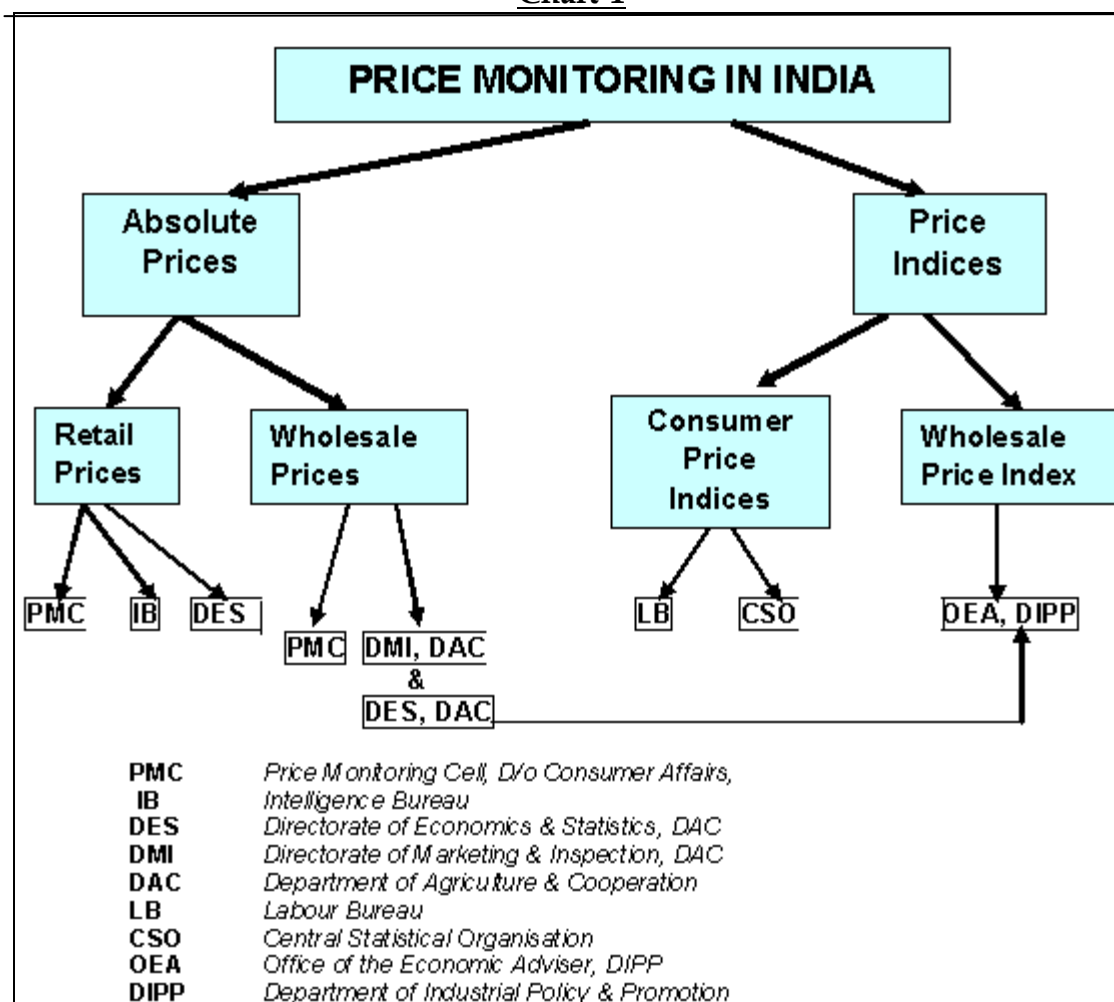 Chart 1
PRICE MONITORING IN INDIA
Absolute
Prices
Price
Indices
Retail
Prices
Wholesale
Prices
Consumer
Price
Indices
Wholesale
Price Index
PMC
IB
DES
PMC
DMI, DAC
&
DES, DAC
LB
CSO
OEA, DIPP
PMC Price Monitoring Cell, D/o Consumer Affairs,
IB Intelligence Bureau
DES Directorate of Economics & Statistics, DAC
DMI Directorate of Marketing & Inspection, DAC
DAC Department of Agriculture & Cooperation
LB Labour Bureau
CSO Central Statistical Organisation
OEA Office of the Economic Adviser, DIPP
DIPP Department of Industrial Policy & Promotion